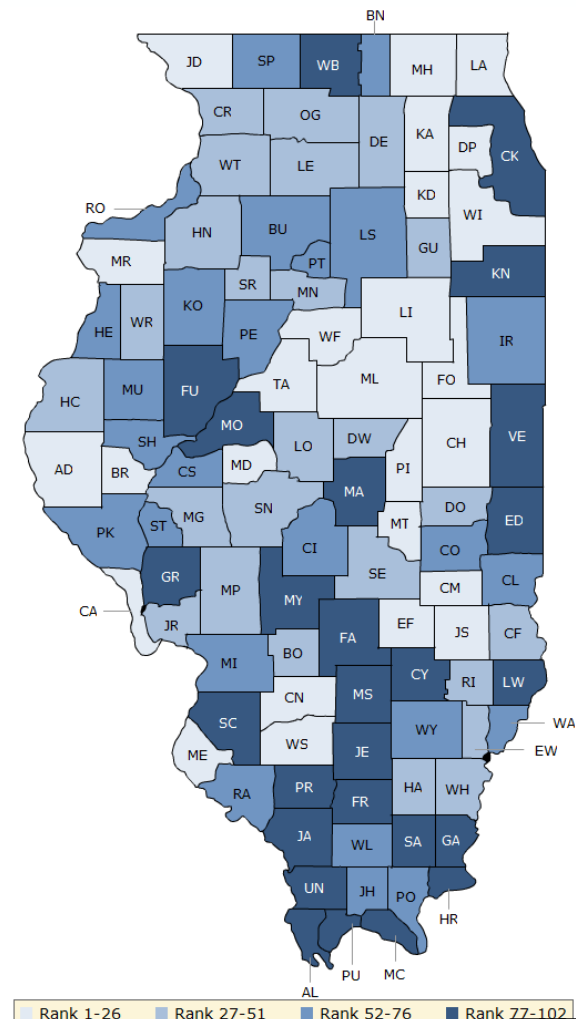 BN
JD SP WB MH LA
CR OG DE KA DP CK
WT LE
KD WI
RO HN BU LS GU
MR PT KN
SR MN
HE WR KO PE WF LI IR
FU TA ML FO
HC MU MO VE
SH LO DW CH
AD BR CS MD PI
MA
PK ST MG SN MT DO ED
CI CO
GR SE CM CL
CA MP MY
JR FA EF JS CF
MI BO CY RI LW
CN MS
SC WY WA
ME WS JE EW
RA PR HA WH
FR
JA WL SA GA
UN JH PO
HR
AL PU MC
Rank 1-26 Rank 27-51 Rank 52-76 Rank 77-102